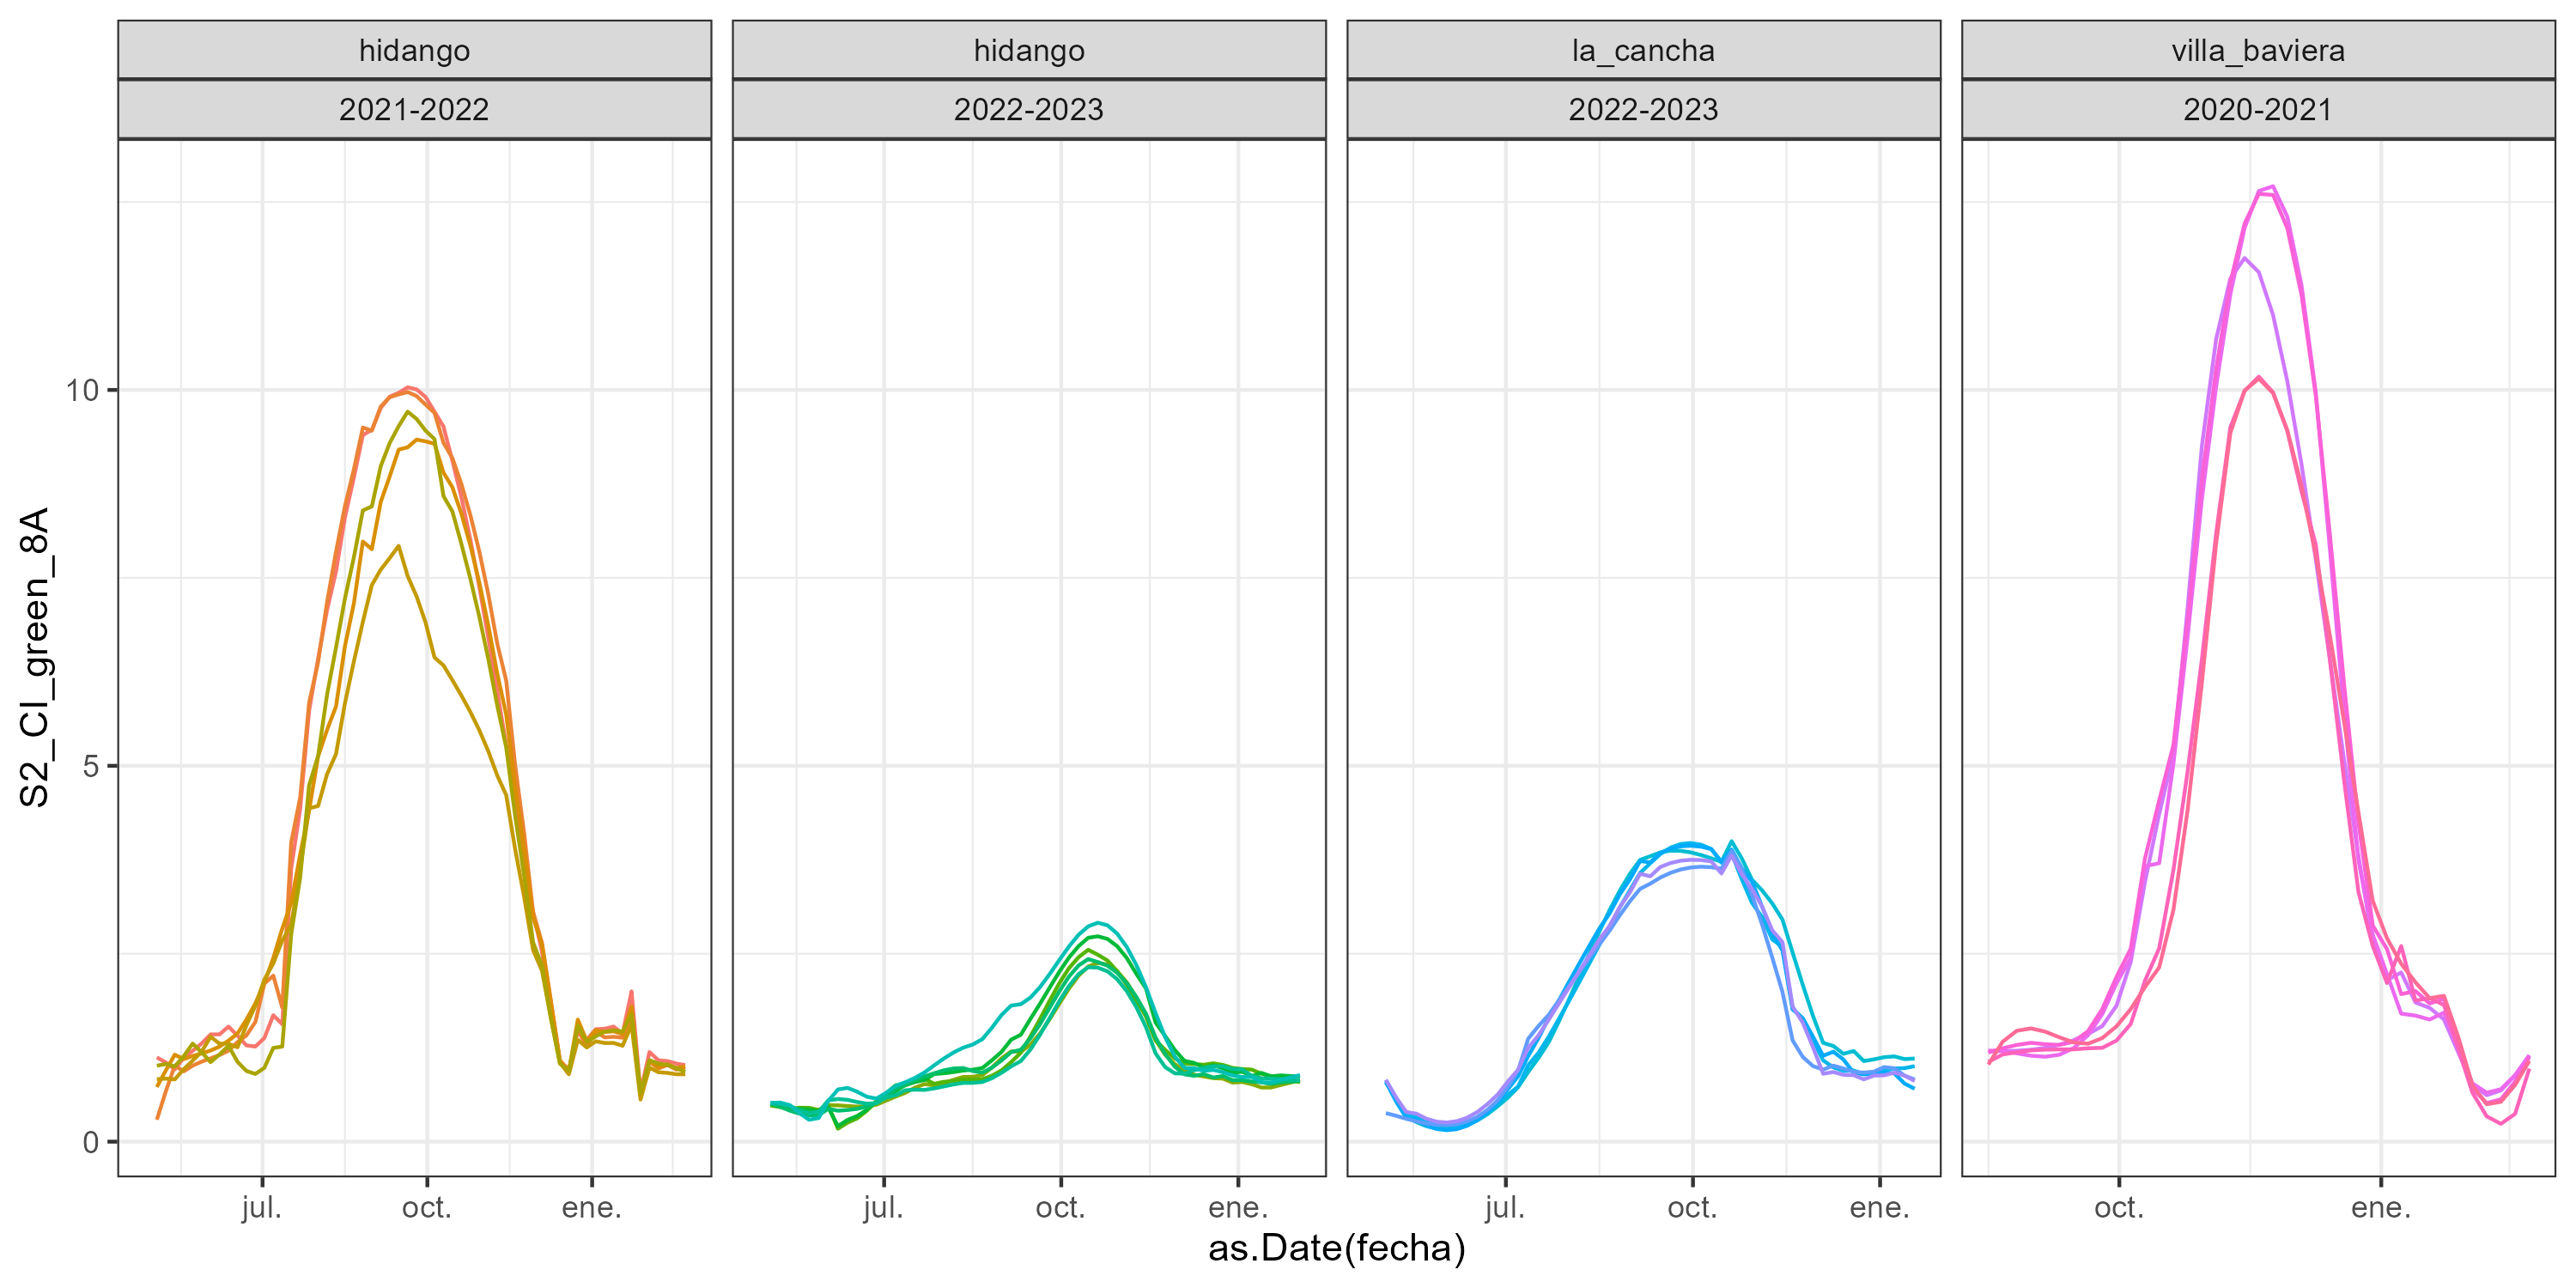 hidango
hidango
la_cancha
villa_baviera
2021-2022
2022-2023
2022-2023
2020-2021
S2_CI_green_8A
10
5
0
jul.
oct.
ene.
jul.
oct.
ene.
jul.
oct.
ene.
oct.
ene.
as.Date(fecha)